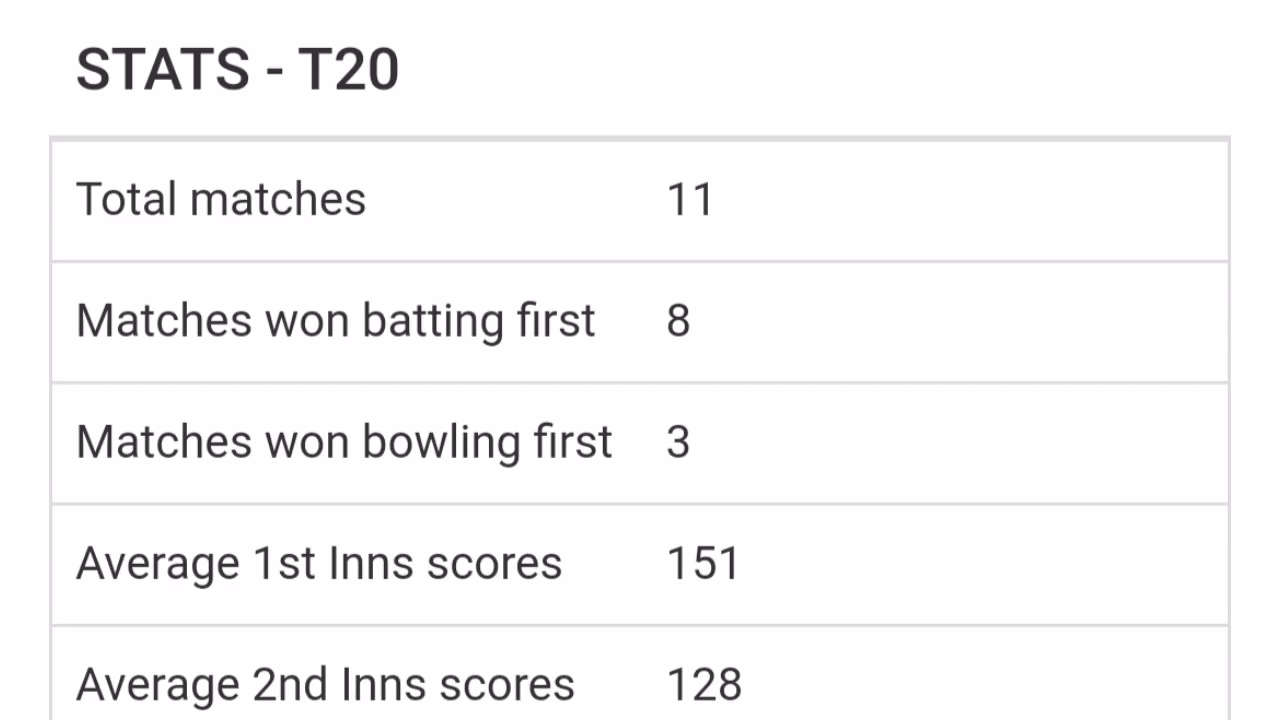 STATS - T20
Total matches 11
Matches won batting first 8
Matches won bowling first 3
Average 1st Inns scores 151
Average 2nd Inns scores 128